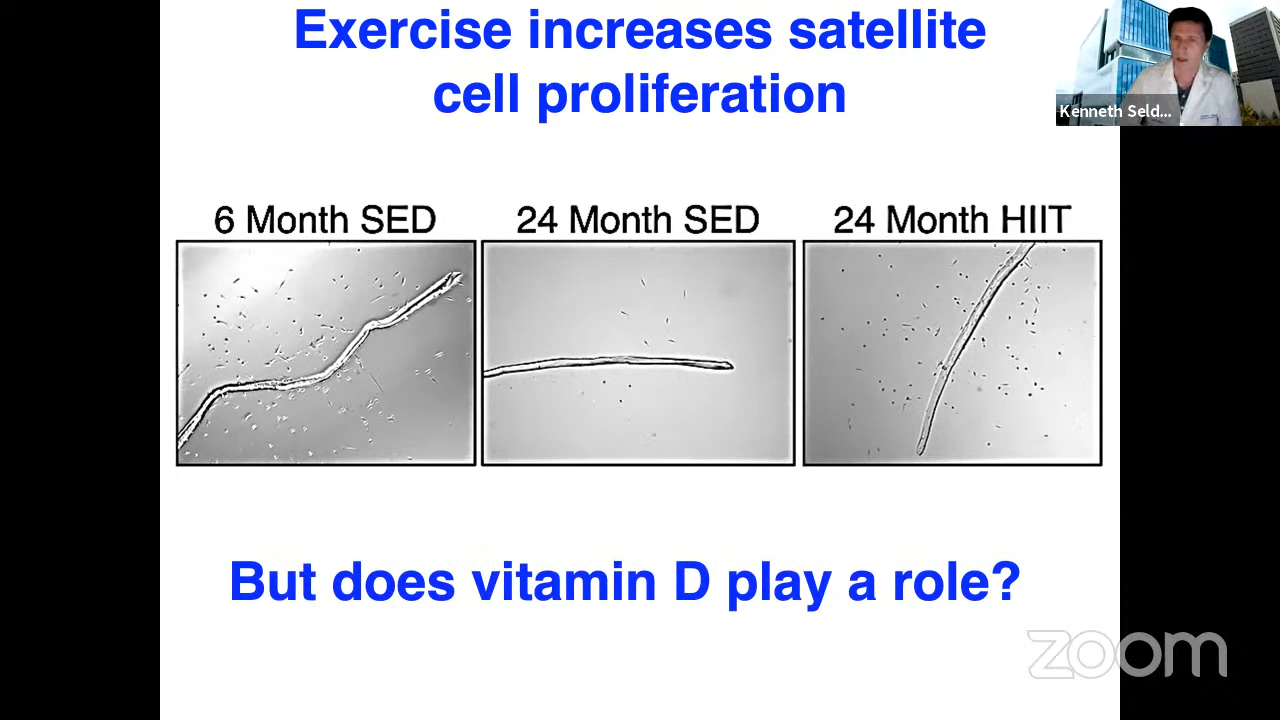 Exercise increases satellite
cell proliferation
Kenneth Seld...
6 Month SED
24 Month SED
24 Month HIIT
But does vitamin D play a role?
zoom